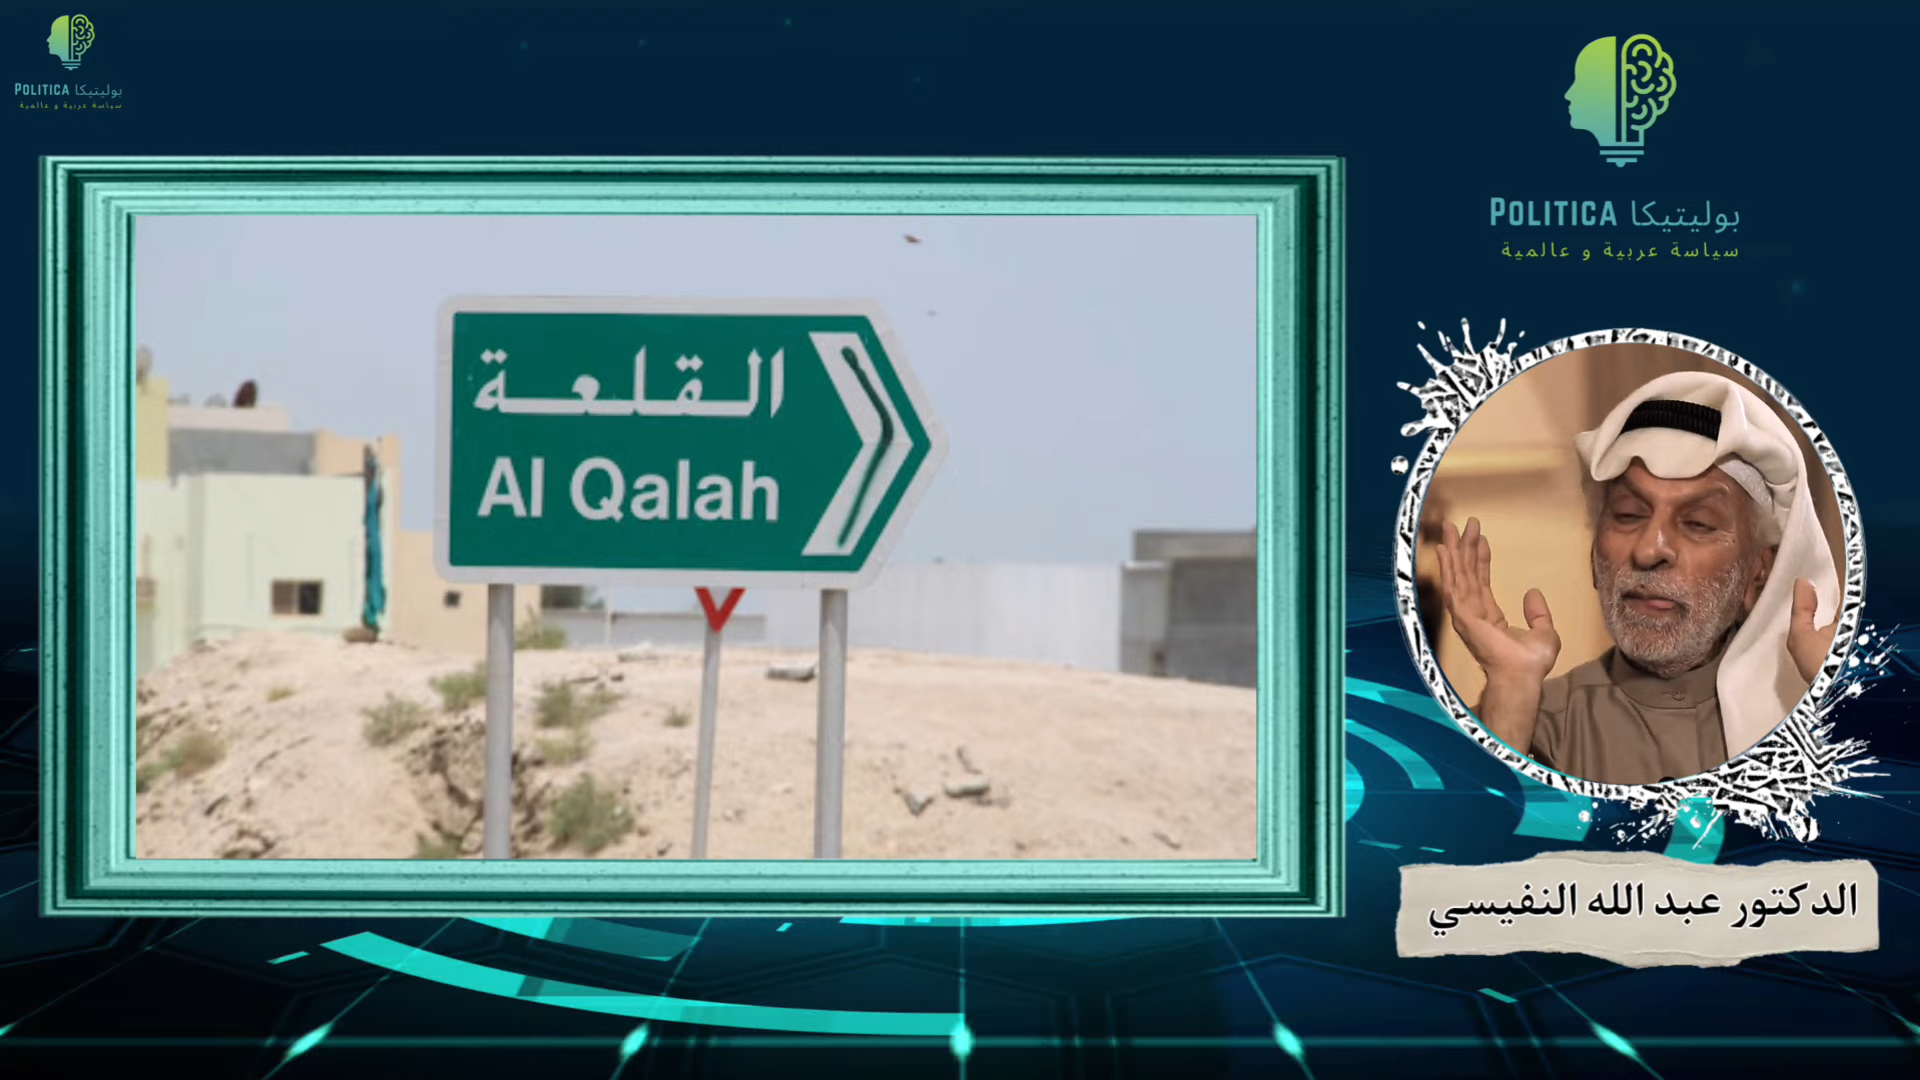 POLITICA بوليتيكا
سياسة عربية و عالمية
POLITICA بوليتيكا
سياسة عربية و عالمية
القلعة
Al Qalah
الدكتور عبد الله النفيسي